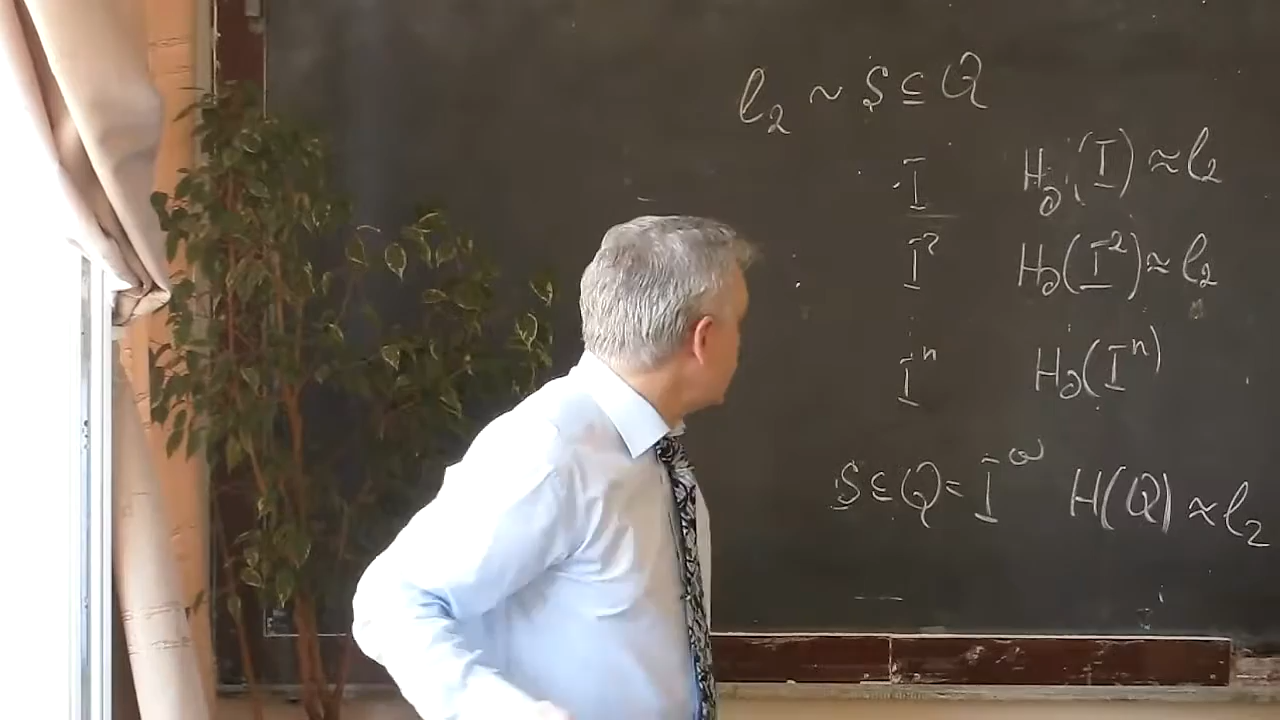 l₂ ~ S ⊆ Q
I H∂(I) ≈ l₂
I² H∂(I²) ≈ l₂
Iⁿ H∂(Iⁿ)
S ⊆ Q = I^ω H(Q) ≈ l₂